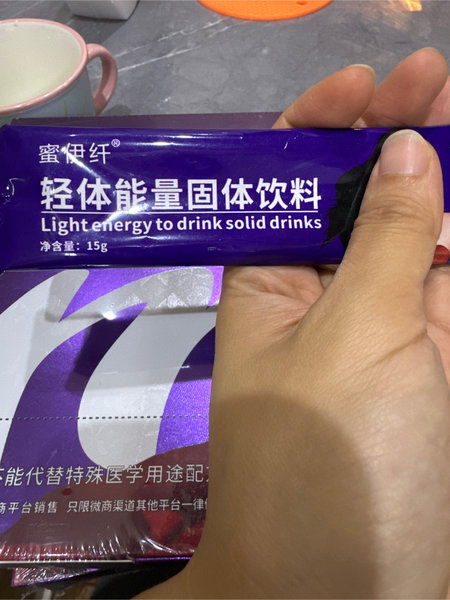 蜜伊纤®
轻体能量固体饮料
Light energy to drink solid drinks
净含量：15g
不能代替特殊医学用途配
商平台销售 只限微商渠道其他平台一律